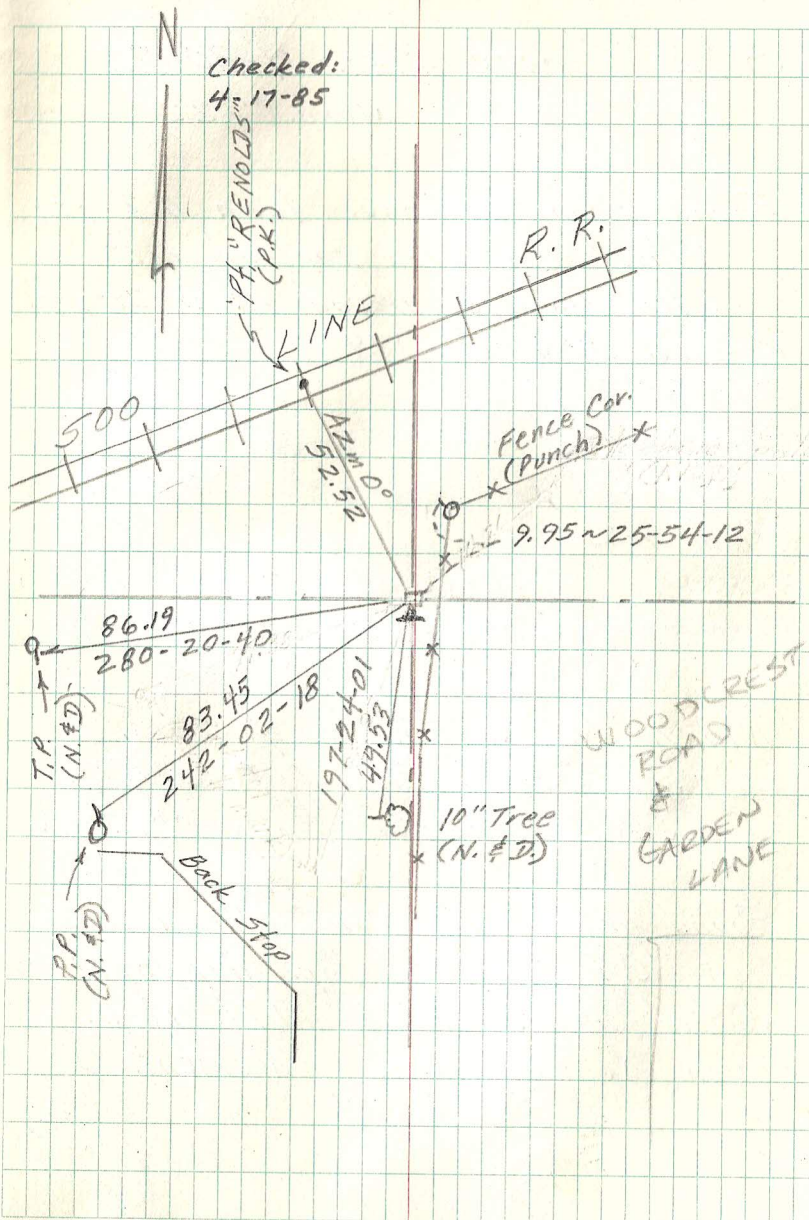 N
Checked:
4-17-85
"Pt." RENOLDS"
(P.K.)
R. R.
LINE
500
AZm 0°
52.52
Fence Cor.
(Punch)
9.95 ~ 25-54-12
86.19
280-20-40
T.P.
(N. & D)
83.45
242-02-18
197-24-01
49.53
10" Tree
(N. & D.)
WOODCREST
ROAD
&
GARDEN
LANE
Back Stop
P.P.
(N. & D)